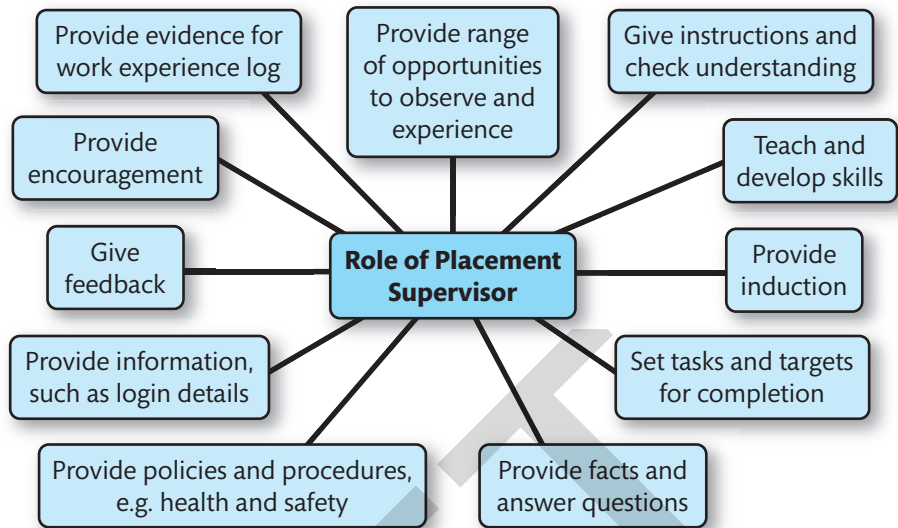 Provide evidence for
work experience log
Provide range
of opportunities
to observe and
experience
Give instructions and
check understanding
Provide
encouragement
Teach and
develop skills
Give
feedback
Role of Placement
Supervisor
Provide
induction
Provide information,
such as login details
Set tasks and targets
for completion
Provide policies and procedures,
e.g. health and safety
Provide facts and
answer questions